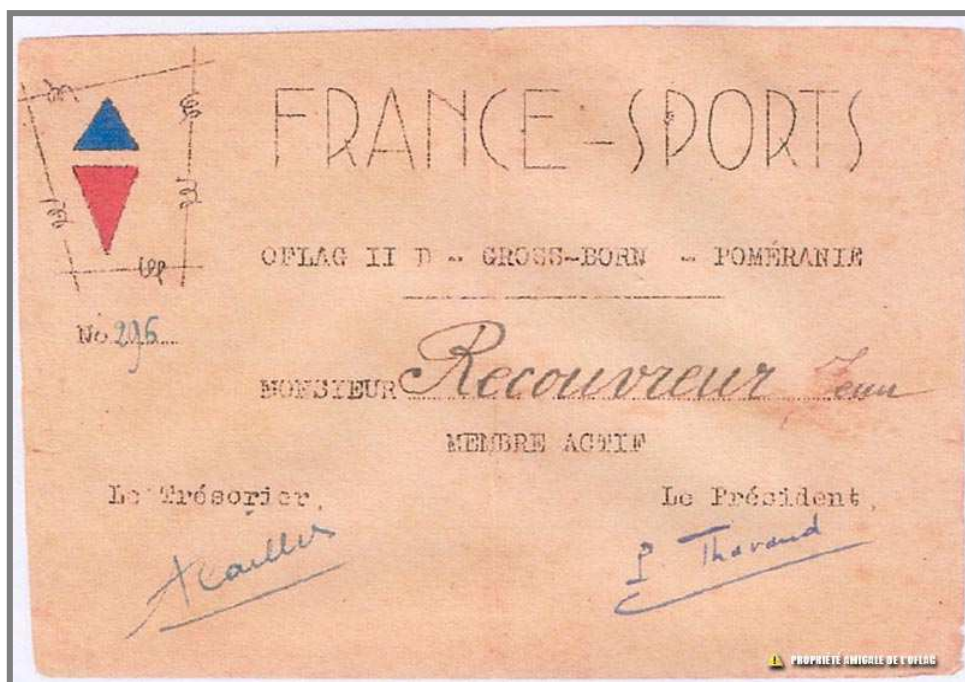 FRANCE-SPORTS
OFLAG II D - GROSS-BORN - POMÉRANIE
No 296
MONSIEUR Recouvreur Jean
MEMBRE ACTIF
Le Trésorier, Le Président,
P. Thavaud
PROPRIÉTÉ AMICALE DE L'OFLAG